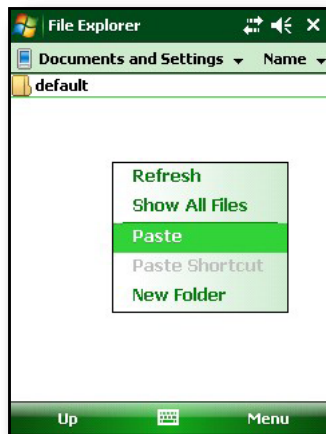 File Explorer
Documents and Settings Name
default
Refresh
Show All Files
Paste
Paste Shortcut
New Folder
Up Menu